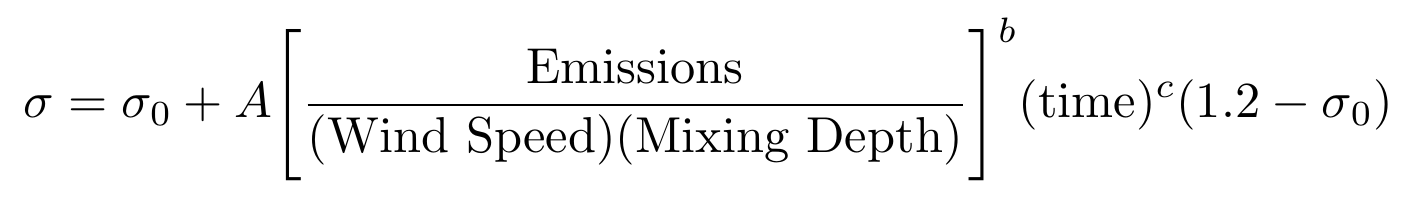 σ = σ₀ + A[Emissions / (Wind Speed)(Mixing Depth)]ᵇ (time)ᶜ(1.2 − σ₀)